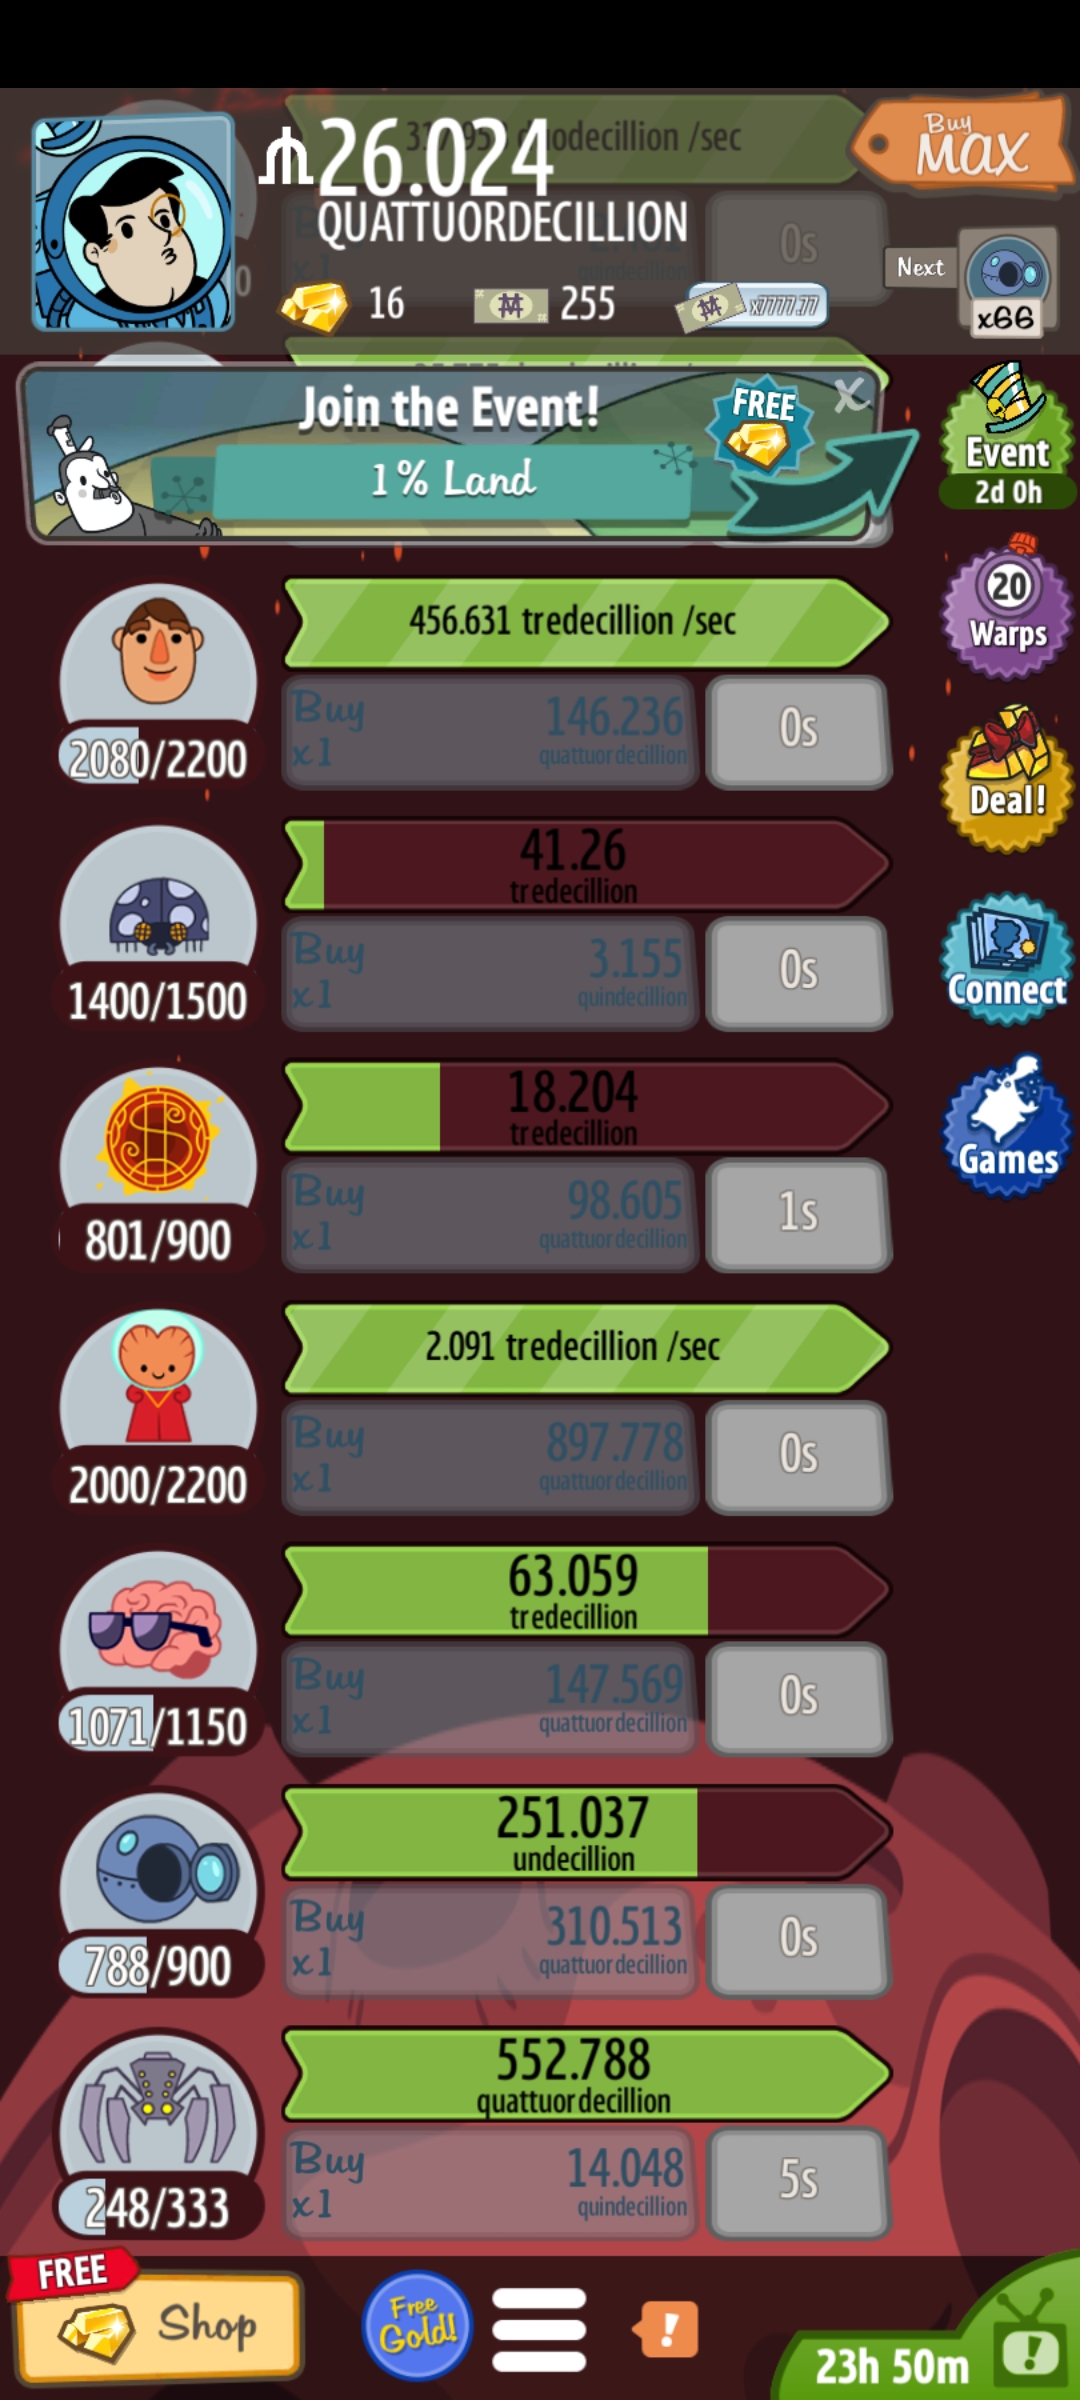 26.024
QUATTUORDECILLION
Buy
MAX
16
255
x7777.77
Next
x66
0s
Join the Event!
1% Land
FREE
X
Event
2d 0h
20
Warps
Deal!
Connect
Games
456.631 tredecillion /sec
Buy
x1
146.236
quattuordecillion
0s
2080/2200
41.26
tredecillion
Buy
x1
3.155
quindecillion
0s
1400/1500
18.204
tredecillion
Buy
x1
98.605
quattuordecillion
1s
801/900
2.091 tredecillion /sec
Buy
x1
897.778
quattuordecillion
0s
2000/2200
63.059
tredecillion
Buy
x1
147.569
quattuordecillion
0s
1071/1150
251.037
undecillion
Buy
x1
310.513
quattuordecillion
0s
788/900
552.788
quattuordecillion
Buy
x1
14.048
quindecillion
5s
248/333
FREE
Shop
Free
Gold!
!
23h 50m
!